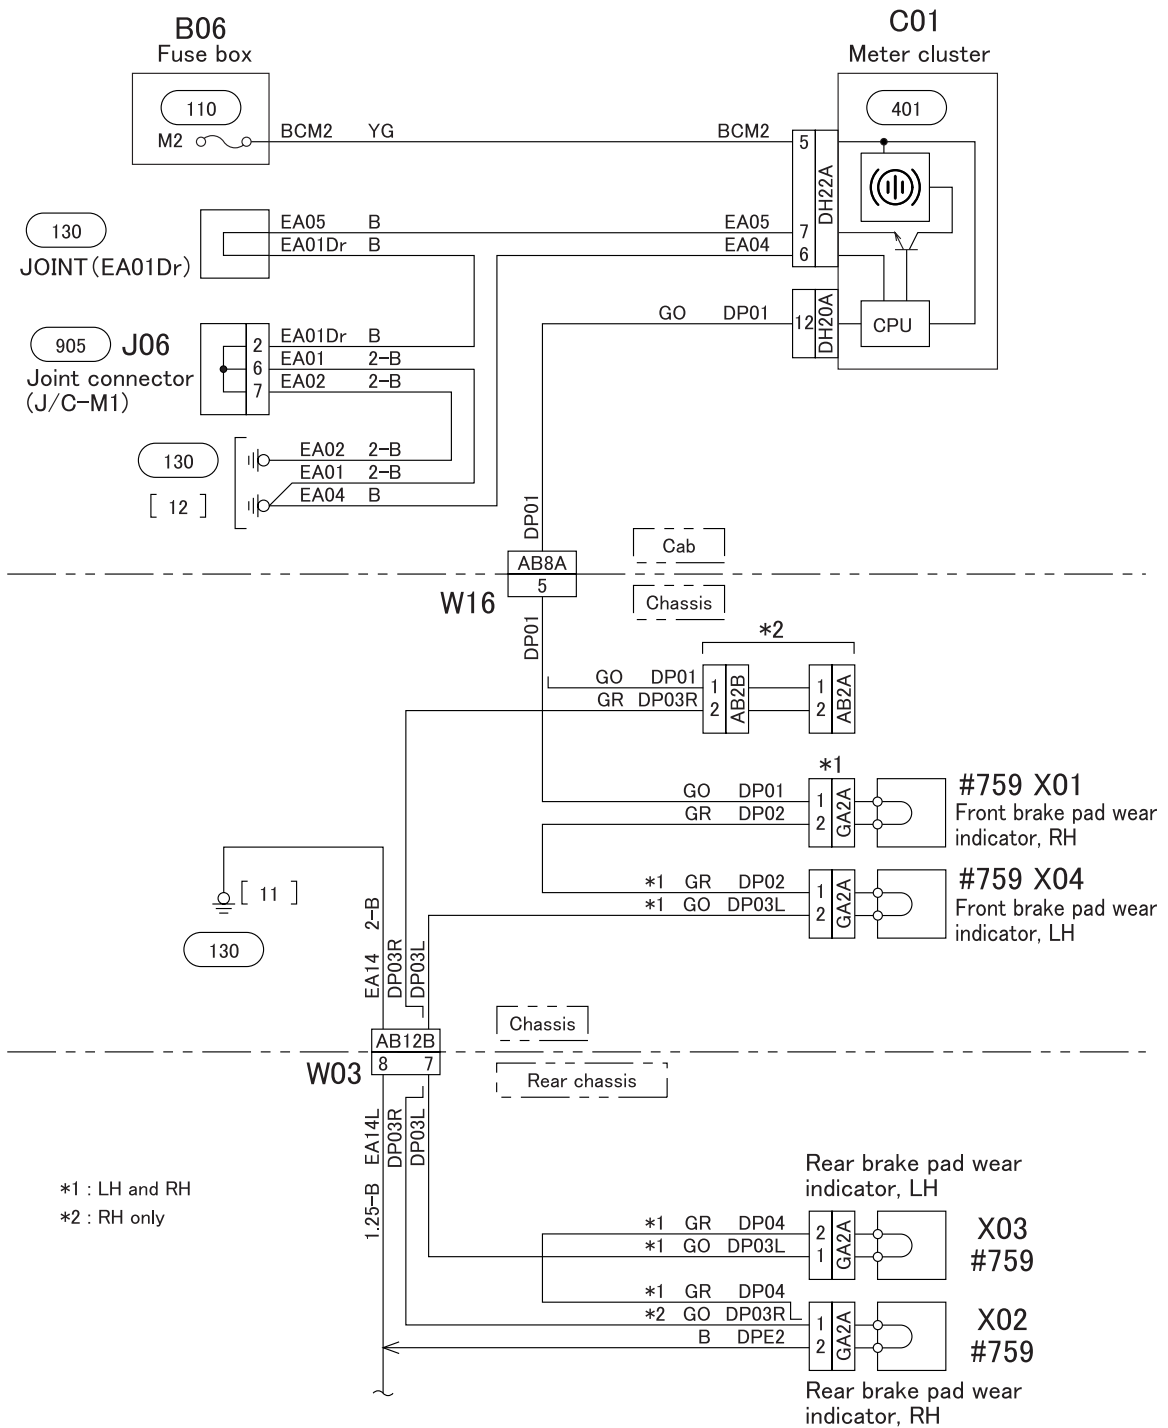 B06
Fuse box
C01
Meter cluster
110
M2
BCM2 YG BCM2
5
401
DH22A
130
JOINT(EA01Dr)
EA05 B EA05
7
EA01Dr B EA04
6
GO DP01
12
DH20A
CPU
905
J06
Joint connector
(J/C-M1)
2
EA01Dr B
6
EA01 2-B
7
EA02 2-B
130
[ 12 ]
EA02 2-B
EA01 2-B
EA04 B
DP01
Cab
AB8A
5
W16
Chassis
DP01
*2
GO DP01
1
GR DP03R
2
AB2B
1
2
AB2A
*1
GO DP01
1
GR DP02
2
GA2A
#759 X01
Front brake pad wear
indicator, RH
*1 GR DP02
1
*1 GO DP03L
2
GA2A
#759 X04
Front brake pad wear
indicator, LH
[ 11 ]
130
EA14 2-B
DP03R
DP03L
Chassis
AB12B
8 7
W03
Rear chassis
1.25-B EA14L
DP03R
DP03L
*1 : LH and RH
*2 : RH only
Rear brake pad wear
indicator, LH
*1 GR DP04
2
*1 GO DP03L
1
GA2A
X03
#759
*1 GR DP04
*2 GO DP03R
1
B DPE2
2
GA2A
X02
#759
Rear brake pad wear
indicator, RH